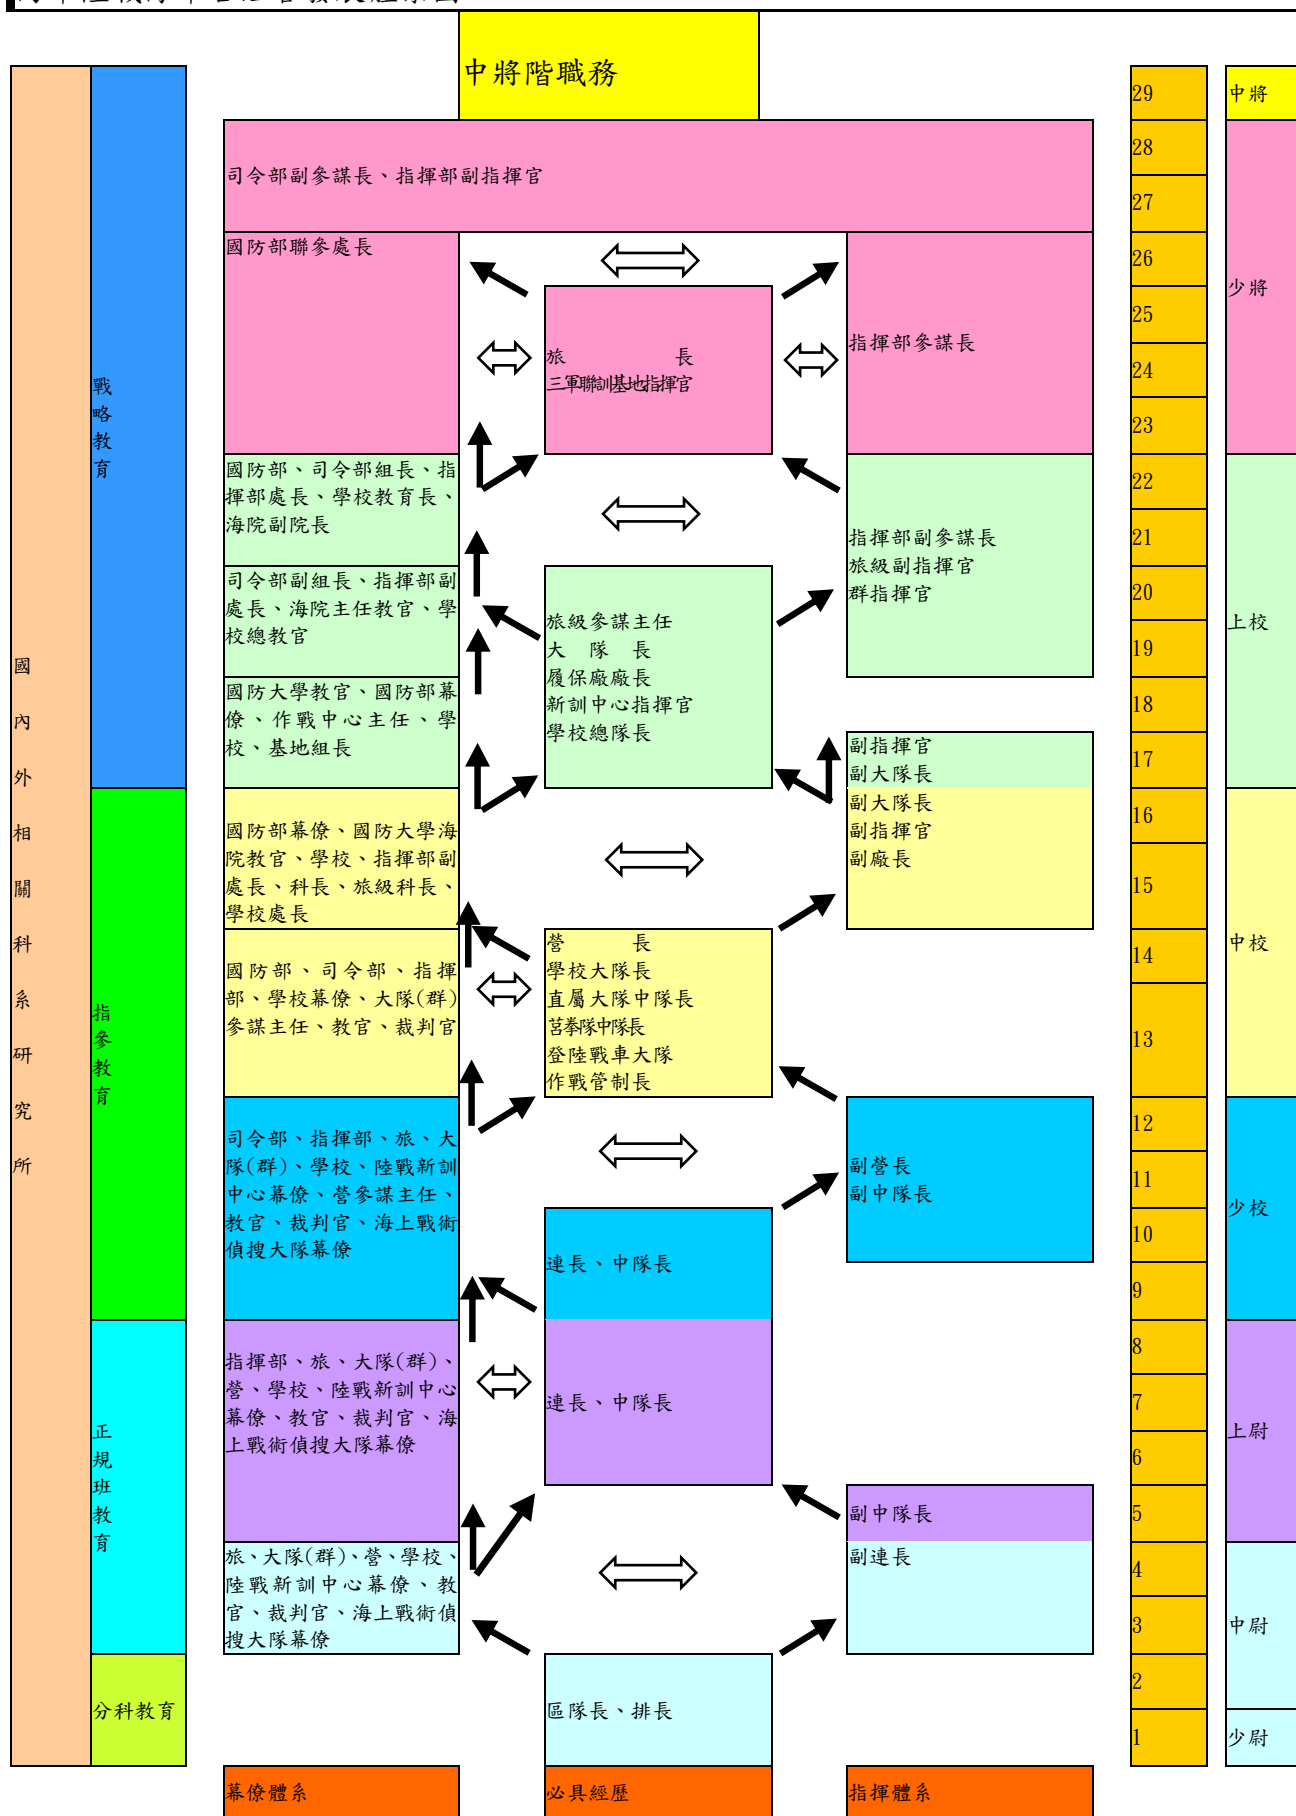 中將階職務
29
中將
28
司令部副參謀長、指揮部副指揮官
27
國防部聯參處長
26
少將
25
指揮部參謀長
旅 長
三軍聯訓基地指揮官
24
戰
略
教
育
23
國防部、司令部組長、指
揮部處長、學校教育長、
海院副院長
22
指揮部副參謀長
旅級副指揮官
群指揮官
21
司令部副組長、指揮部副
處長、海院主任教官、學
校總教官
20
旅級參謀主任
大 隊 長
履保廠廠長
新訓中心指揮官
學校總隊長
上校
19
國
內
外
相
關
科
系
研
究
所
國防大學教官、國防部幕
僚、作戰中心主任、學
校、基地組長
18
副指揮官
副大隊長
17
副大隊長
副指揮官
副廠長
16
國防部幕僚、國防大學海
院教官、學校、指揮部副
處長、科長、旅級科長、
學校處長
15
營 長
學校大隊長
直屬大隊中隊長
莒拳隊中隊長
登陸戰車大隊
作戰管制長
14
中校
國防部、司令部、指揮
部、學校幕僚、大隊(群)
參謀主任、教官、裁判官
指
參
教
育
13
12
司令部、指揮部、旅、大
隊(群)、學校、陸戰新訓
中心幕僚、營參謀主任、
教官、裁判官、海上戰術
偵搜大隊幕僚
副營長
副中隊長
11
少校
10
連長、中隊長
9
8
指揮部、旅、大隊(群)、
營、學校、陸戰新訓中心
幕僚、教官、裁判官、海
上戰術偵搜大隊幕僚
連長、中隊長
7
上尉
正
規
班
教
育
6
副中隊長
5
旅、大隊(群)、營、學校、
陸戰新訓中心幕僚、教
官、裁判官、海上戰術偵
搜大隊幕僚
副連長
4
3
中尉
2
分科教育
區隊長、排長
1
少尉
幕僚體系
必具經歷
指揮體系